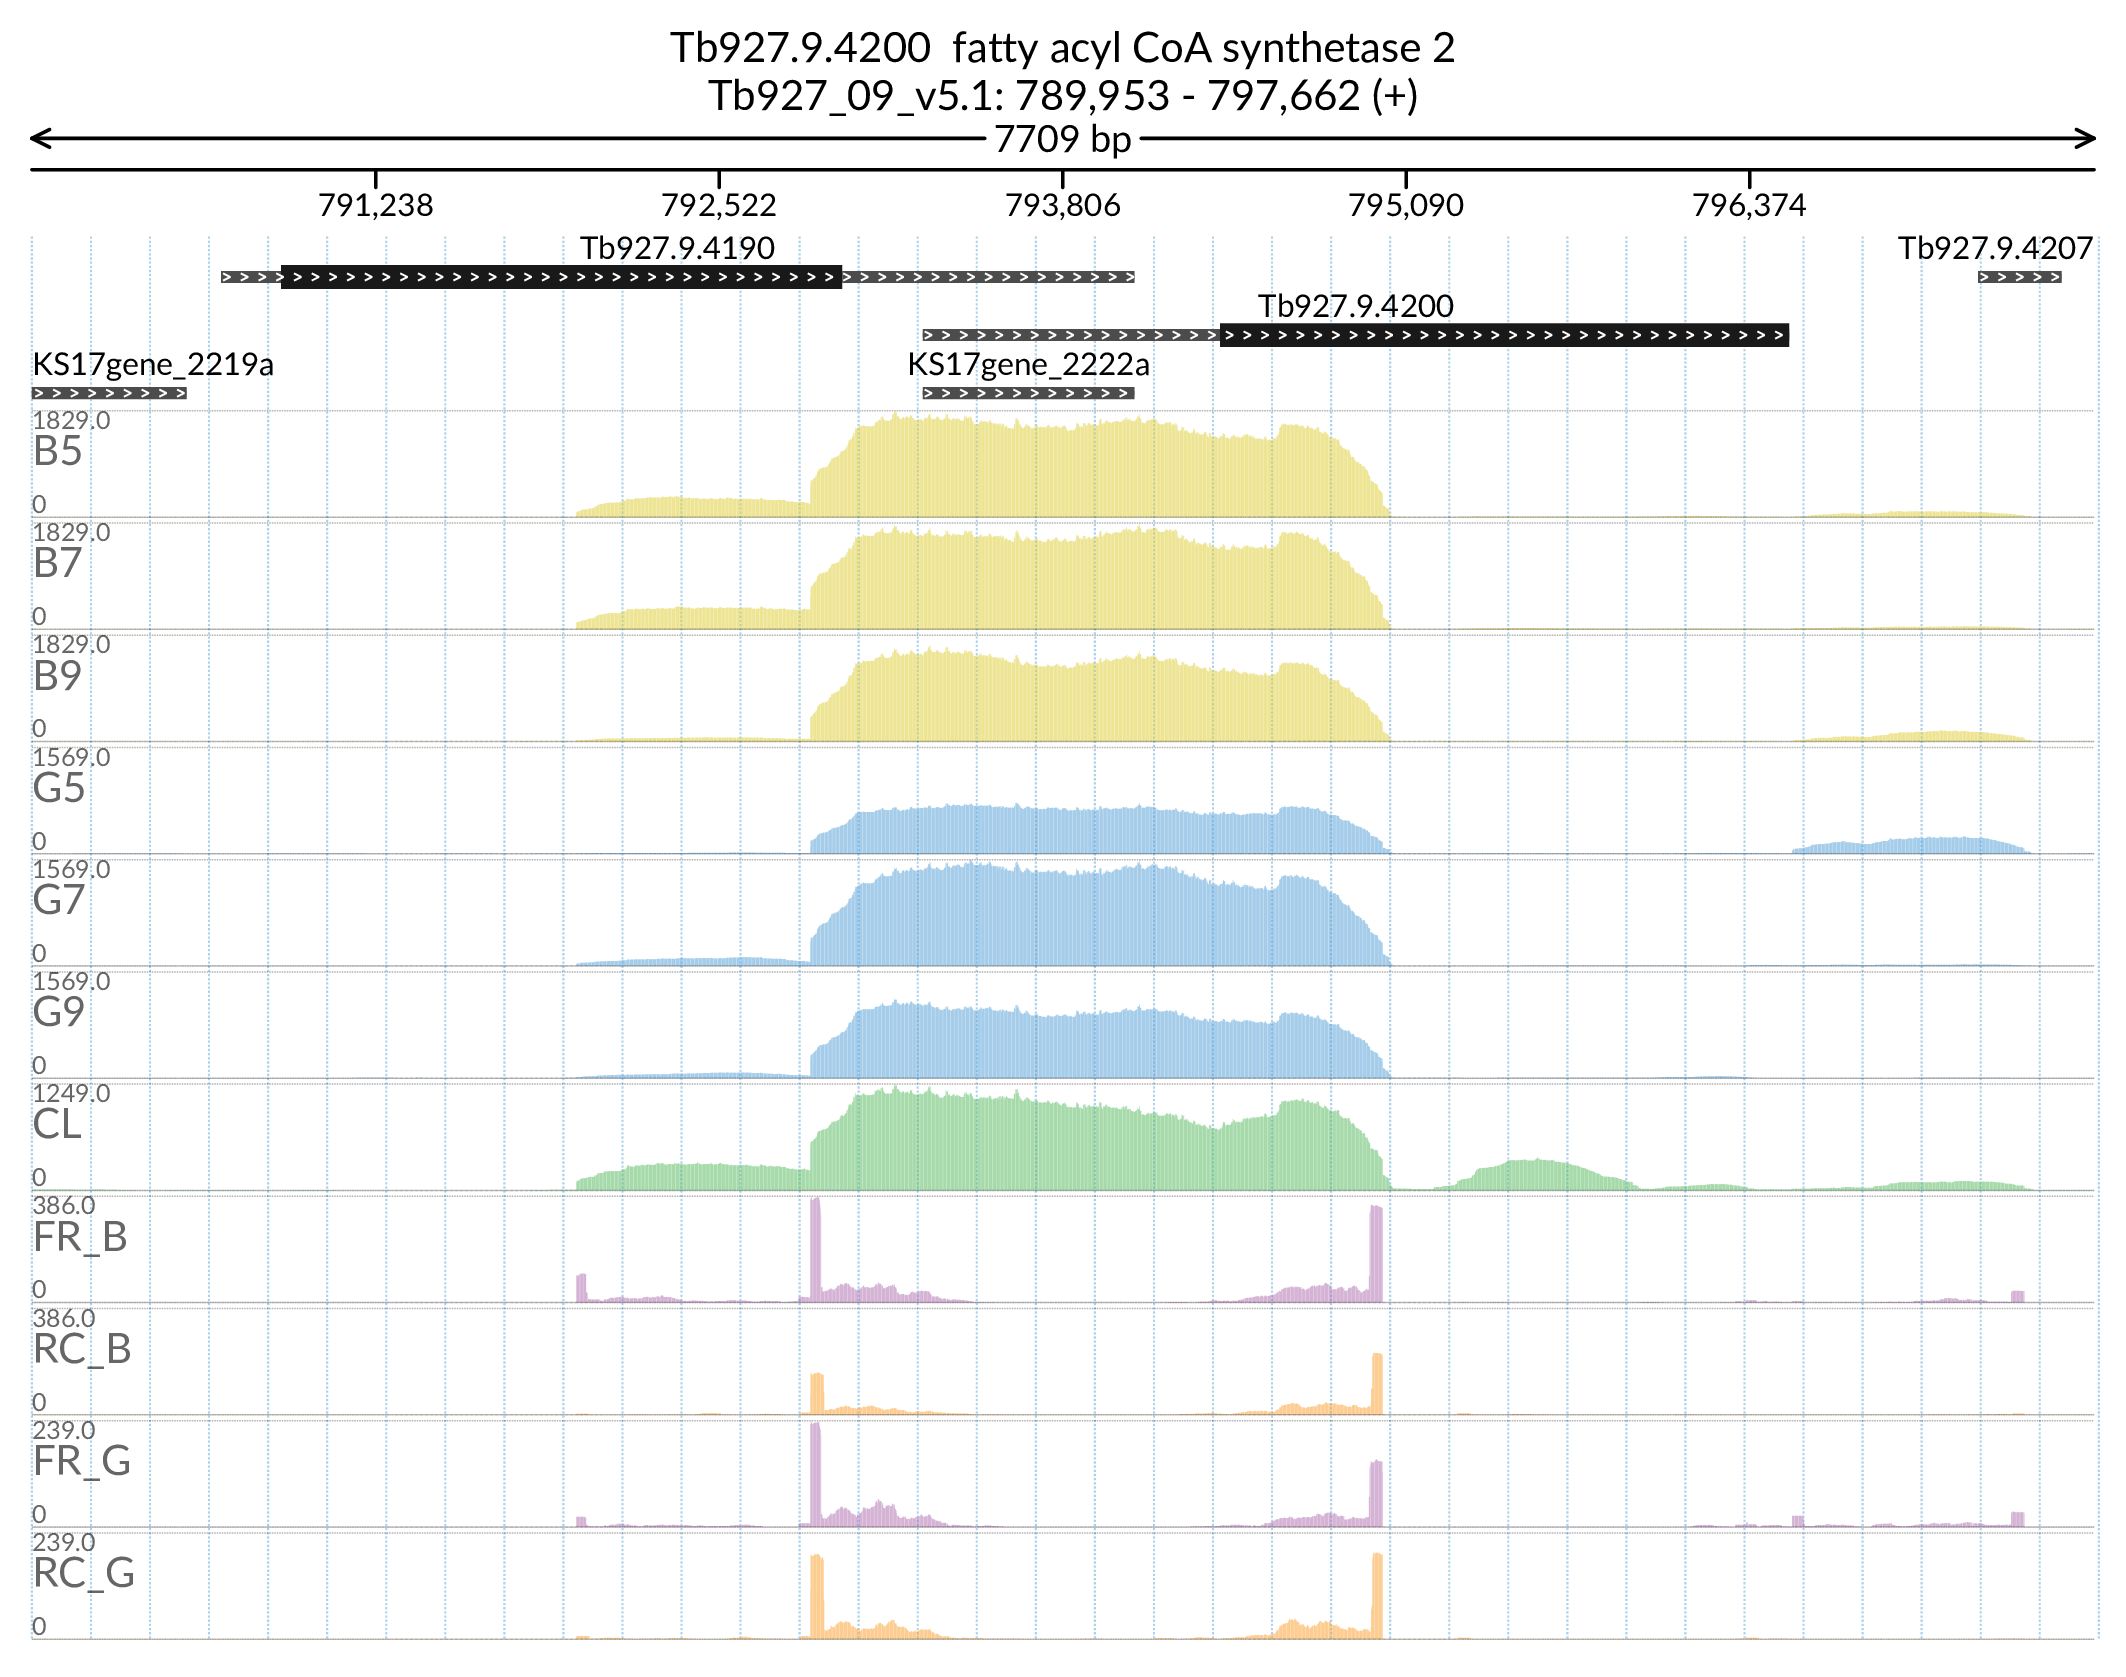 Tb927.9.4200  fatty acyl CoA synthetase 2
Tb927_09_v5.1: 789,953 - 797,662 (+)
7709 bp
791,238 792,522 793,806 795,090 796,374
Tb927.9.4190 Tb927.9.4207
Tb927.9.4200
KS17gene_2219a KS17gene_2222a
1829.0
B5
0
1829.0
B7
0
1829.0
B9
0
1569.0
G5
0
1569.0
G7
0
1569.0
G9
0
1249.0
CL
0
386.0
FR_B
0
386.0
RC_B
0
239.0
FR_G
0
239.0
RC_G
0